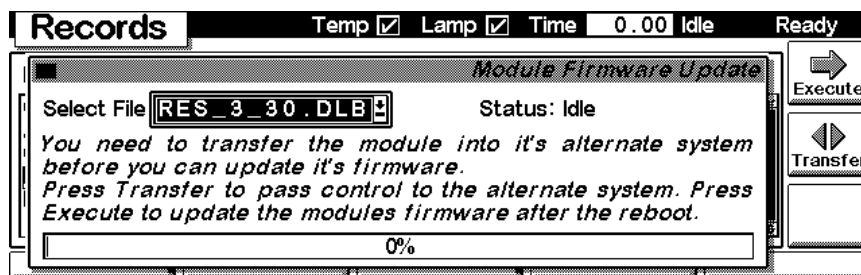 Records Temp Lamp Time 0.00 Idle Ready
Module Firmware Update
Execute
Select File RES_3_30.DLB Status: Idle
You need to transfer the module into it's alternate system
before you can update it's firmware.
Transfer
Press Transfer to pass control to the alternate system. Press
Execute to update the modules firmware after the reboot.
0%